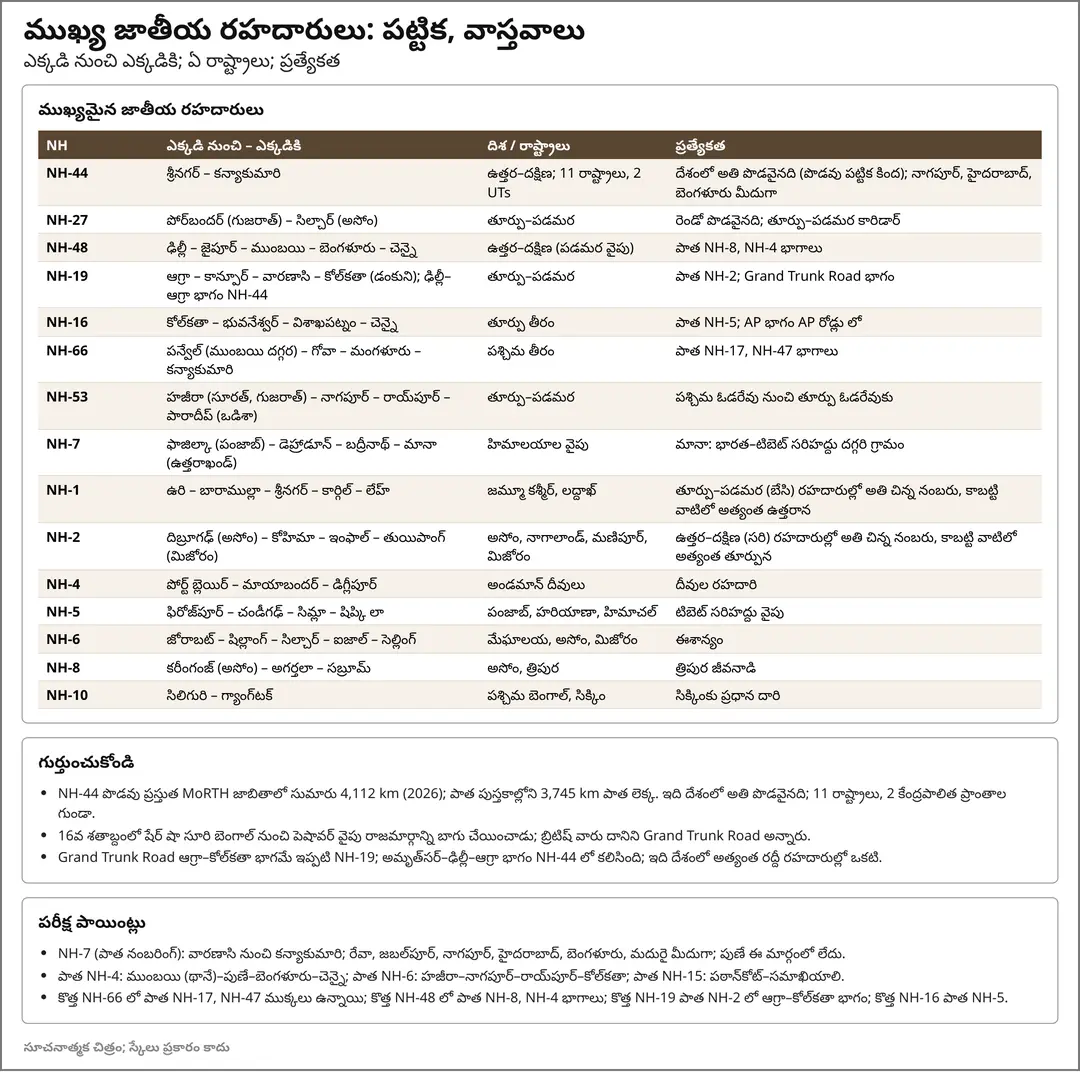 ముఖ్య జాతీయ రహదారులు: పట్టిక, వాస్తవాలు
ఎక్కడి నుంచి ఎక్కడికి; ఏ రాష్ట్రాలు; ప్రత్యేకత
ముఖ్యమైన జాతీయ రహదారులు
NH ఎక్కడి నుంచి – ఎక్కడికి దిశ / రాష్ట్రాలు ప్రత్యేకత
NH-44 శ్రీనగర్ – కన్యాకుమారి ఉత్తర–దక్షిణ; 11 రాష్ట్రాలు, 2 దేశంలో అతి పొడవైనది (పొడవు పట్టిక కింద); నాగపూర్, హైదరాబాద్,
UTs బెంగళూరు మీదుగా
NH-27 పోర్‌బందర్ (గుజరాత్) – సిల్చార్ (అసోం) తూర్పు–పడమర రెండో పొడవైనది; తూర్పు–పడమర కారిడార్
NH-48 ఢిల్లీ – జైపూర్ – ముంబయి – బెంగళూరు – చెన్నై ఉత్తర–దక్షిణ (పడమర వైపు) పాత NH-8, NH-4 భాగాలు
NH-19 ఆగ్రా – కాన్పూర్ – వారణాసి – కోల్‌కతా (డంకుని); ఢిల్లీ– తూర్పు–పడమర పాత NH-2; Grand Trunk Road భాగం
ఆగ్రా భాగం NH-44
NH-16 కోల్‌కతా – భువనేశ్వర్ – విశాఖపట్నం – చెన్నై తూర్పు తీరం పాత NH-5; AP భాగం AP రోడ్లు లో
NH-66 పన్వేల్ (ముంబయి దగ్గర) – గోవా – మంగళూరు – పశ్చిమ తీరం పాత NH-17, NH-47 భాగాలు
కన్యాకుమారి
NH-53 హజీరా (సూరత్, గుజరాత్) – నాగపూర్ – రాయ్‌పూర్ – తూర్పు–పడమర పశ్చిమ ఓడరేవు నుంచి తూర్పు ఓడరేవుకు
పారాదీప్ (ఒడిశా)
NH-7 ఫాజిల్కా (పంజాబ్) – డెహ్రాడూన్ – బద్రీనాథ్ – మానా హిమాలయాల వైపు మానా: భారత–టిబెట్ సరిహద్దు దగ్గరి గ్రామం
(ఉత్తరాఖండ్)
NH-1 ఉరి – బారాముల్లా – శ్రీనగర్ – కార్గిల్ – లేహ్ జమ్మూ కశ్మీర్, లద్దాఖ్ తూర్పు–పడమర (బేసి) రహదారుల్లో అతి చిన్న నంబరు, కాబట్టి
వాటిలో అత్యంత ఉత్తరాన
NH-2 దిబ్రూగఢ్ (అసోం) – కోహిమా – ఇంఫాల్ – తుయిపాంగ్ అసోం, నాగాలాండ్, మణిపూర్, ఉత్తర–దక్షిణ (సరి) రహదారుల్లో అతి చిన్న నంబరు, కాబట్టి వాటిలో
(మిజోరం) మిజోరం అత్యంత తూర్పున
NH-4 పోర్ట్ బ్లెయిర్ – మాయాబందర్ – డిగ్లీపూర్ అండమాన్ దీవులు దీవుల రహదారి
NH-5 ఫిరోజ్‌పూర్ – చండీగఢ్ – సిమ్లా – షిప్కి లా పంజాబ్, హరియాణా, హిమాచల్ టిబెట్ సరిహద్దు వైపు
NH-6 జోరాబట్ – షిల్లాంగ్ – సిల్చార్ – ఐజాల్ – సెల్లింగ్ మేఘాలయ, అసోం, మిజోరం ఈశాన్యం
NH-8 కరీంగంజ్ (అసోం) – అగర్తలా – సబ్రూమ్ అసోం, త్రిపుర త్రిపుర జీవనాడి
NH-10 సిలిగురి – గ్యాంగ్‌టక్ పశ్చిమ బెంగాల్, సిక్కిం సిక్కింకు ప్రధాన దారి
గుర్తుంచుకోండి
• NH-44 పొడవు ప్రస్తుత MoRTH జాబితాలో సుమారు 4,112 km (2026); పాత పుస్తకాల్లోని 3,745 km పాత లెక్క. ఇది దేశంలో అతి పొడవైనది; 11 రాష్ట్రాలు, 2 కేంద్రపాలిత ప్రాంతాల
గుండా.
• 16వ శతాబ్దంలో షేర్ షా సూరి బెంగాల్ నుంచి పెషావర్ వైపు రాజమార్గాన్ని బాగు చేయించాడు; బ్రిటిష్ వారు దానిని Grand Trunk Road అన్నారు.
• Grand Trunk Road ఆగ్రా–కోల్‌కతా భాగమే ఇప్పటి NH-19; అమృత్‌సర్–ఢిల్లీ–ఆగ్రా భాగం NH-44 లో కలిసింది; ఇది దేశంలో అత్యంత రద్దీ రహదారుల్లో ఒకటి.
పరీక్ష పాయింట్లు
• NH-7 (పాత నంబరింగ్): వారణాసి నుంచి కన్యాకుమారి; రేవా, జబల్‌పూర్, నాగపూర్, హైదరాబాద్, బెంగళూరు, మదురై మీదుగా; పుణే ఈ మార్గంలో లేదు.
• పాత NH-4: ముంబయి (థానే)–పుణే–బెంగళూరు–చెన్నై; పాత NH-6: హజీరా–నాగపూర్–రాయ్‌పూర్–కోల్‌కతా; పాత NH-15: పఠాన్‌కోట్–సమాఖియాలి.
• కొత్త NH-66 లో పాత NH-17, NH-47 ముక్కలు ఉన్నాయి; కొత్త NH-48 లో పాత NH-8, NH-4 భాగాలు; కొత్త NH-19 పాత NH-2 లో ఆగ్రా–కోల్‌కతా భాగం; కొత్త NH-16 పాత NH-5.
సూచనాత్మక చిత్రం; స్కేలు ప్రకారం కాదు